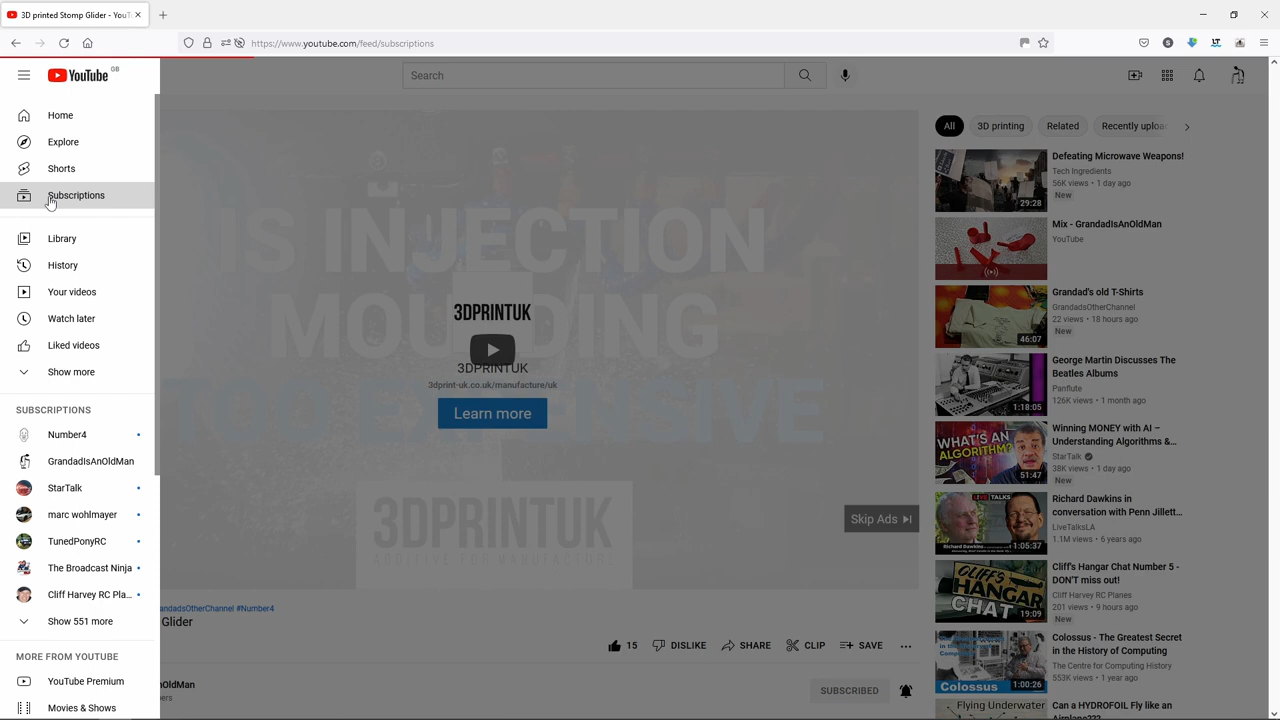 3D printed Stomp Glider - YouT
https://www.youtube.com/feed/subscriptions
YouTube GB
Search
Home
Explore
Shorts
Subscriptions
Library
History
Your videos
Watch later
Liked videos
Show more
SUBSCRIPTIONS
Number4
GrandadIsAnOldMan
StarTalk
marc wohlmayer
TunedPonyRC
The Broadcast Ninja
Cliff Harvey RC Pla...
Show 551 more
MORE FROM YOUTUBE
YouTube Premium
Movies & Shows
IS INJECTION
3DPRINTUK
3DPRINTUK
3dprint-uk.co.uk/manufacture/uk
Learn more
3DPRINTUK
Skip Ads
andadsOtherChannel #Number4
Glider
15
DISLIKE
SHARE
CLIP
SAVE
sOldMan
SUBSCRIBED
All
3D printing
Related
Recently uploa
Defeating Microwave Weapons!
Tech Ingredients
56K views • 1 day ago
New
29:28
Mix - GrandadIsAnOldMan
YouTube
Grandad's old T-Shirts
GrandadsOtherChannel
22 views • 18 hours ago
New
46:07
George Martin Discusses The
Beatles Albums
Panflute
126K views • 1 month ago
1:18:05
Winning MONEY with AI –
Understanding Algorithms &...
StarTalk
38K views • 1 day ago
New
WHAT'S AN
ALGORITHM?
51:47
Richard Dawkins in
conversation with Penn Jillett...
LiveTalksLA
1.1M views • 6 years ago
LIVE TALKS
1:05:37
Cliff's Hangar Chat Number 5 -
DON'T miss out!
Cliff Harvey RC Planes
201 views • 9 hours ago
New
CLIFF'S
HANGAR
CHAT
19:09
Colossus - The Greatest Secret
in the History of Computing
The Centre for Computing History
553K views • 1 year ago
Colossus
1:00:26
Can a HYDROFOIL Fly like an
Airplane???
Flying Underwater